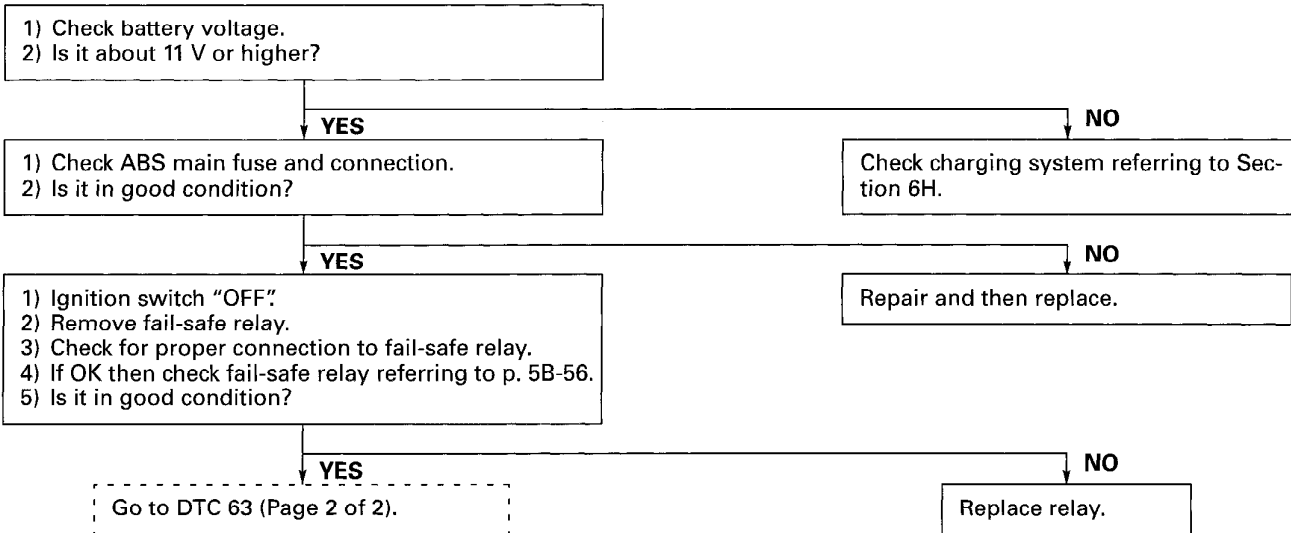 1) Check battery voltage.
2) Is it about 11 V or higher?
YES
NO
1) Check ABS main fuse and connection.
2) Is it in good condition?
Check charging system referring to Sec-
tion 6H.
YES
NO
1) Ignition switch “OFF”.
2) Remove fail-safe relay.
3) Check for proper connection to fail-safe relay.
4) If OK then check fail-safe relay referring to p. 5B-56.
5) Is it in good condition?
Repair and then replace.
YES
NO
Go to DTC 63 (Page 2 of 2).
Replace relay.